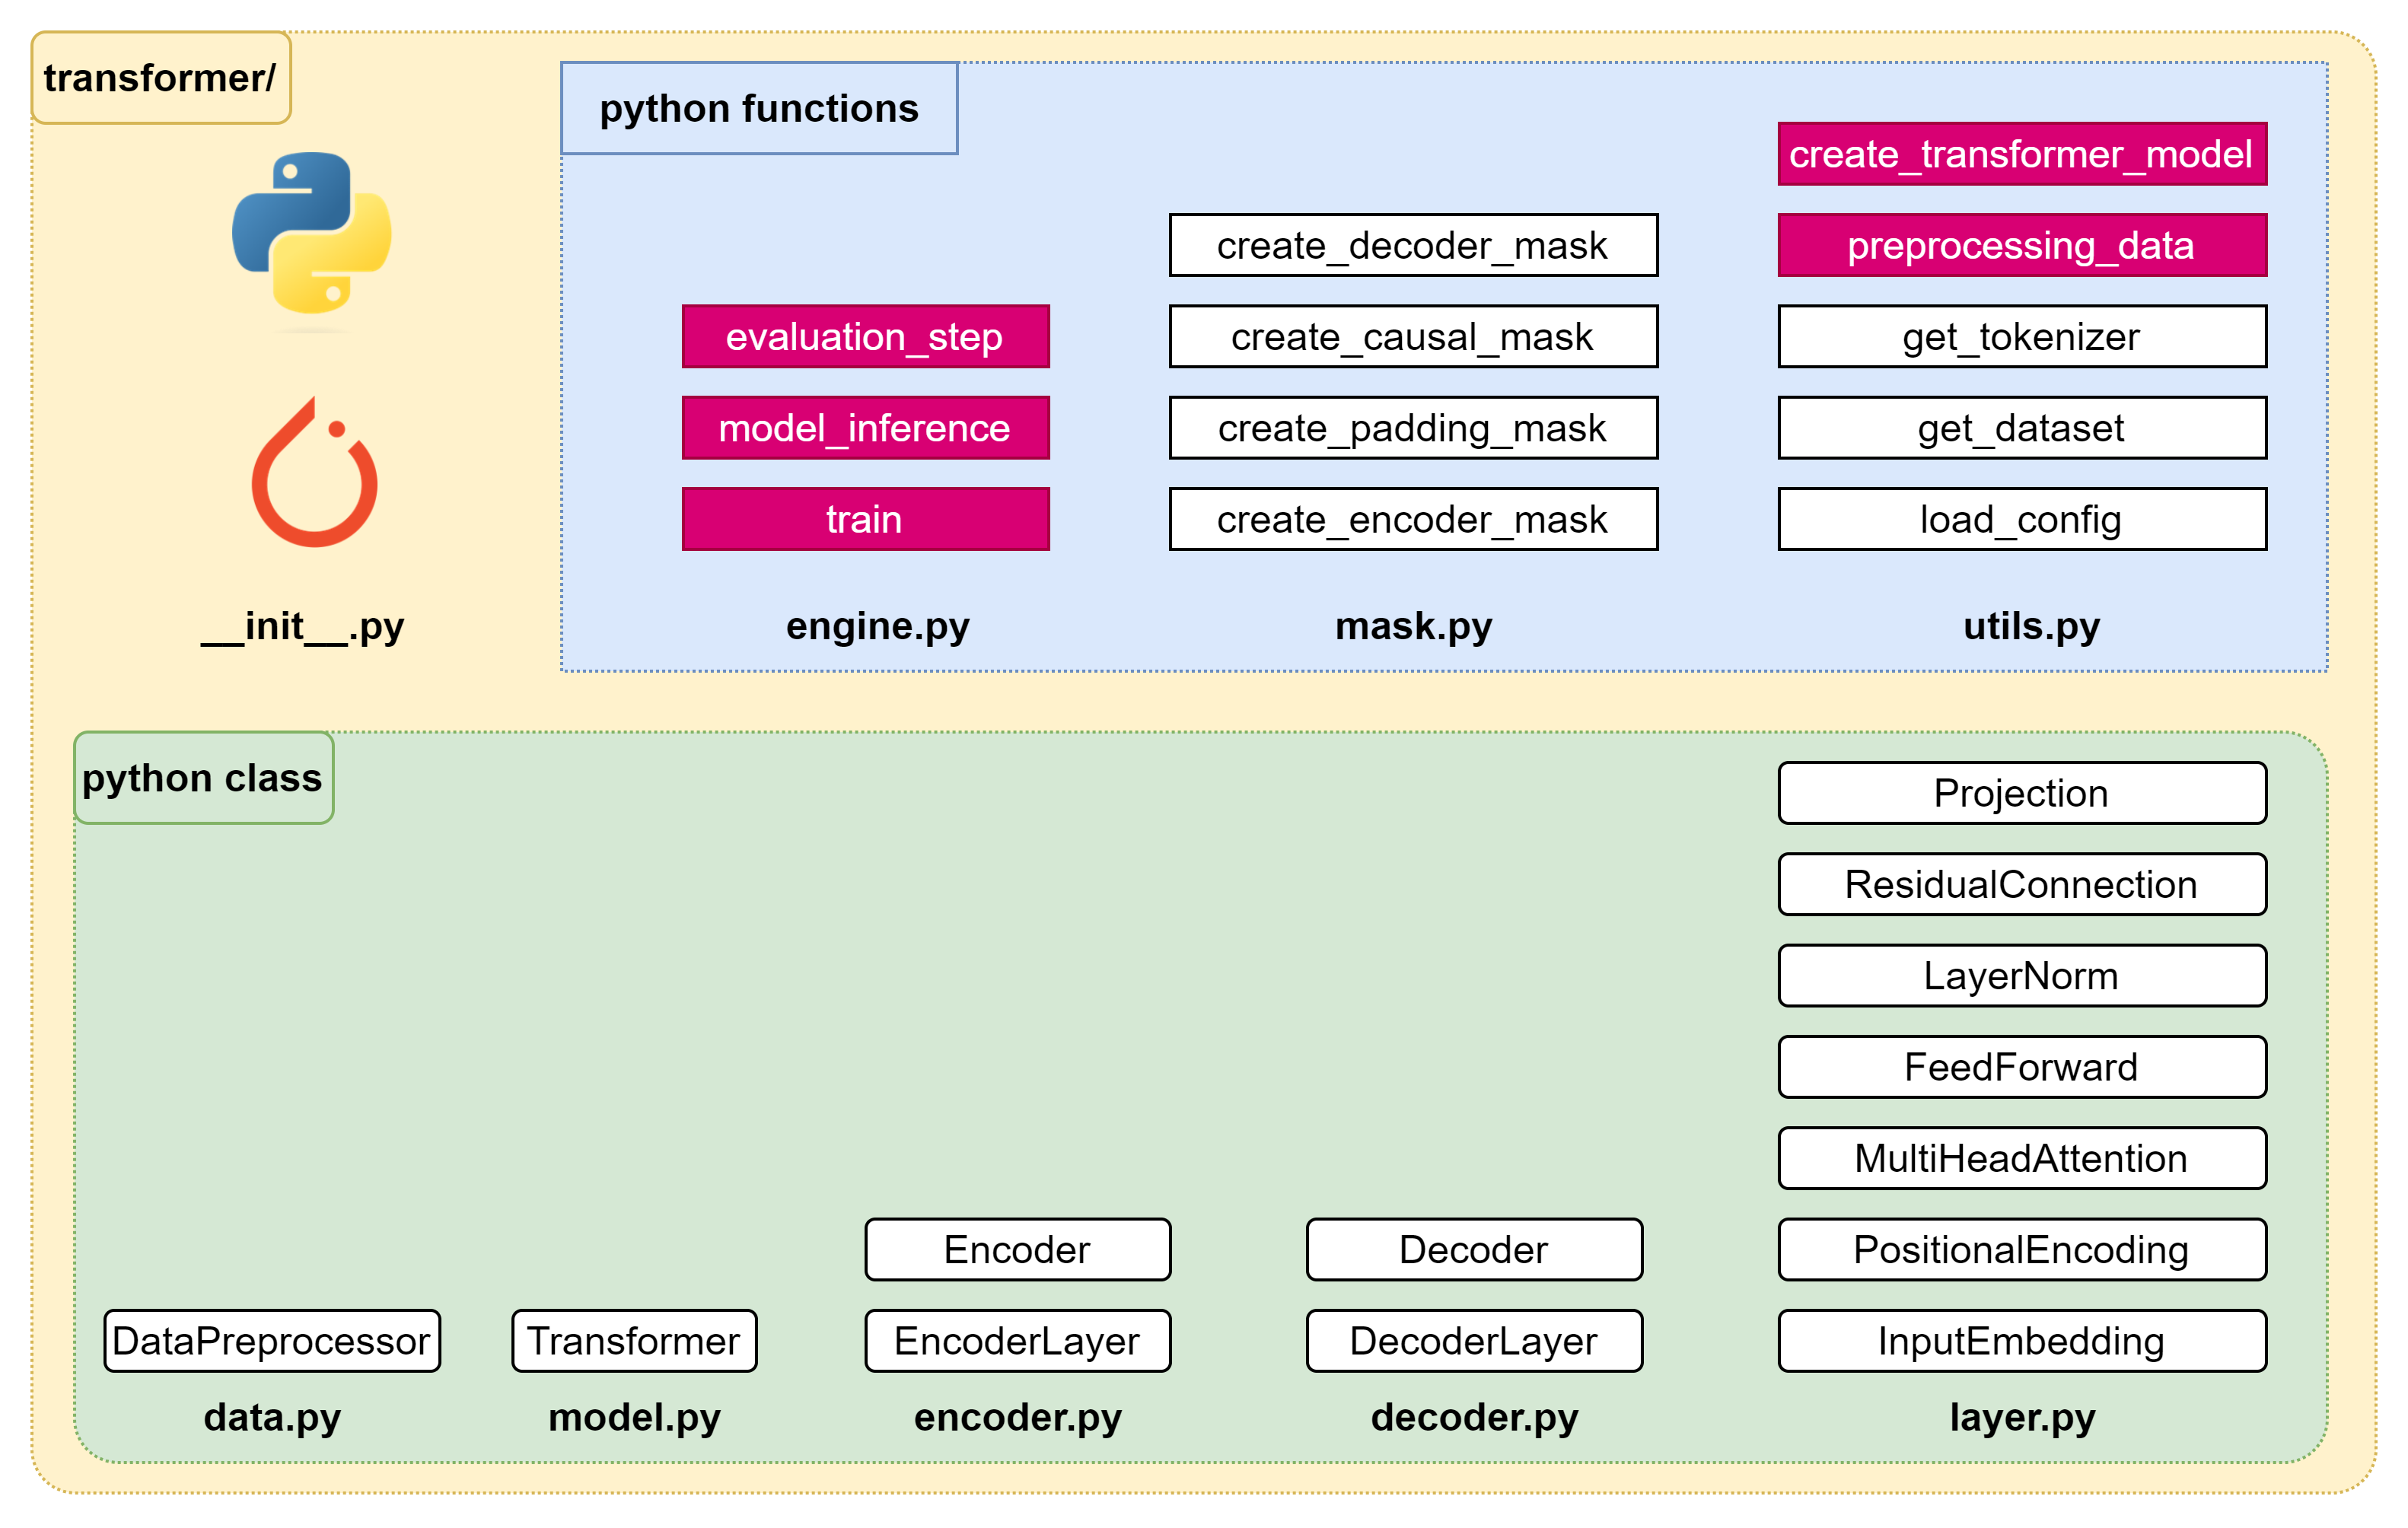 transformer/
python functions
create_transformer_model
create_decoder_mask
preprocessing_data
evaluation_step
create_causal_mask
get_tokenizer
model_inference
create_padding_mask
get_dataset
train
create_encoder_mask
load_config
__init__.py
engine.py
mask.py
utils.py
python class
Projection
ResidualConnection
LayerNorm
FeedForward
MultiHeadAttention
Encoder
Decoder
PositionalEncoding
DataPreprocessor
Transformer
EncoderLayer
DecoderLayer
InputEmbedding
data.py
model.py
encoder.py
decoder.py
layer.py